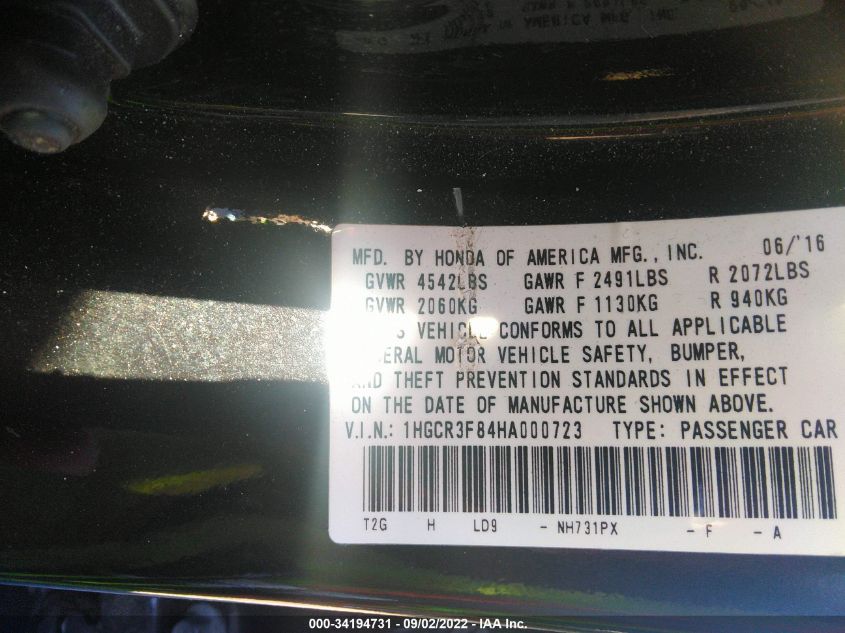 MFD. BY HONDA OF AMERICA MFG., INC. 06/'16
GVWR 4542LBS GAWR F 2491LBS R 2072LBS
GVWR 2060KG GAWR F 1130KG R 940KG
VEHICLE CONFORMS TO ALL APPLICABLE
MOTOR VEHICLE SAFETY, BUMPER,
AND THEFT PREVENTION STANDARDS IN EFFECT
ON THE DATE OF MANUFACTURE SHOWN ABOVE.
V.I.N.: 1HGCR3F84HA000723 TYPE: PASSENGER CAR
T2G H LD9 - NH731PX - F - A
000-34194731 - 09/02/2022 - IAA Inc.